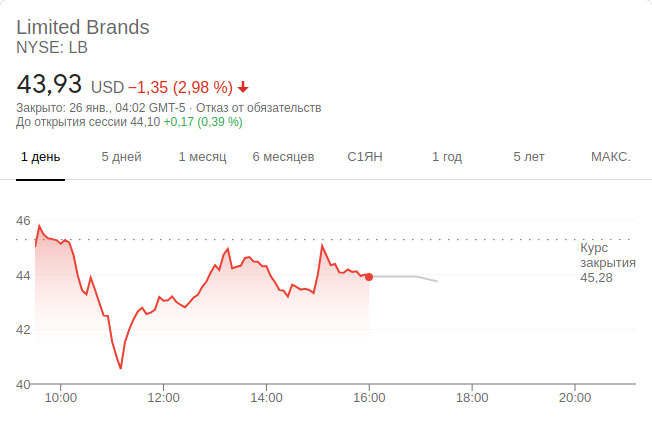 Limited Brands
NYSE: LB
43,93 USD −1,35 (2,98 %)
Закрыто: 26 янв., 04:02 GMT-5 · Отказ от обязательств
До открытия сессии 44,10 +0,17 (0,39 %)
1 день 5 дней 1 месяц 6 месяцев С1ЯН 1 год 5 лет МАКС.
46
Курс
закрытия
45,28
44
42
40
10:00 12:00 14:00 16:00 18:00 20:00